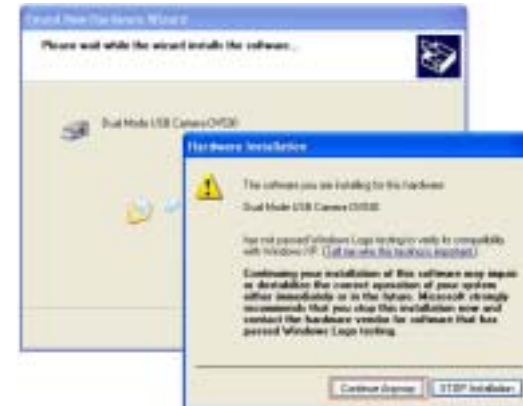 Found New Hardware Wizard
Please wait while the wizard installs the software...
Dual Mode USB Camera
Hardware Installation
The software you are installing for this hardware
Dual Mode USB Camera
has not passed Windows Logo testing to verify its compatibility
with Windows XP. (Tell me why this testing is important.)
Continuing your installation of this software may impair
or destabilize the correct operation of your system
either immediately or in the future. Microsoft strongly
recommends that you stop this installation now and
contact the hardware vendor for software that has
passed Windows Logo testing.
Continue Anyway
STOP Installation